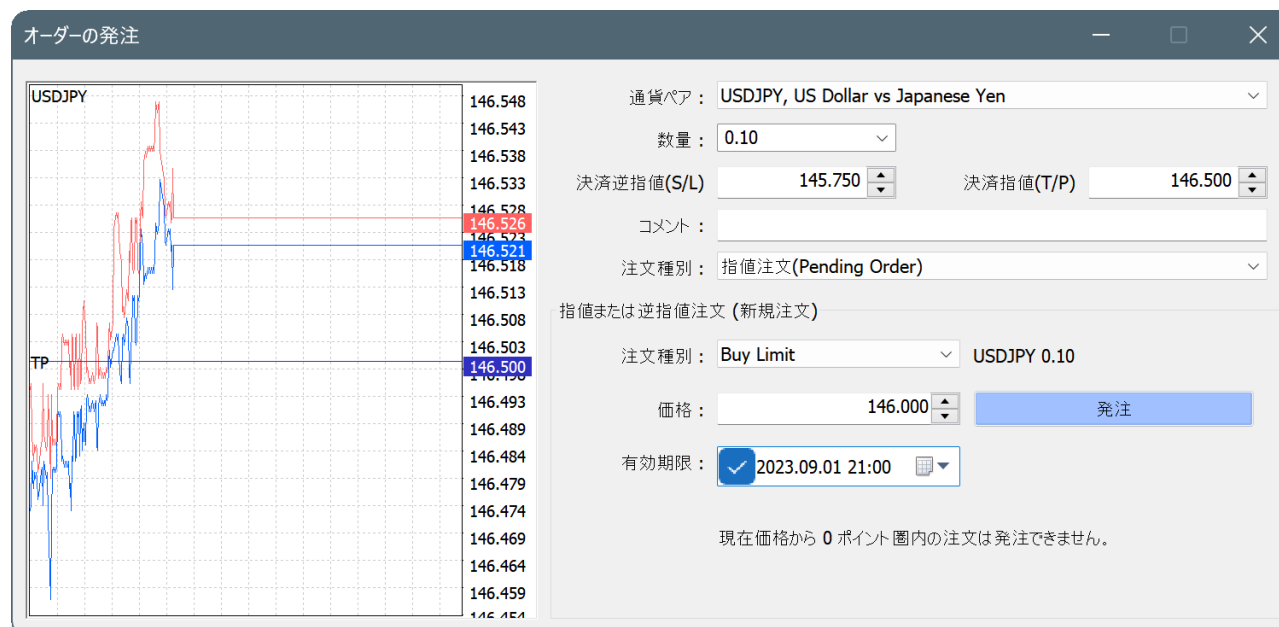 オーダーの発注
USDJPY
146.548
146.543
146.538
146.533
146.528
146.526
146.523
146.521
146.518
146.513
146.508
146.503
TP
146.500
146.493
146.489
146.484
146.479
146.474
146.469
146.464
146.459
146.454
通貨ペア： USDJPY, US Dollar vs Japanese Yen
数量： 0.10
決済逆指値(S/L) 145.750 決済指値(T/P) 146.500
コメント：
注文種別： 指値注文(Pending Order)
指値または逆指値注文 (新規注文)
注文種別： Buy Limit USDJPY 0.10
価格： 146.000 発注
有効期限： 2023.09.01 21:00
現在価格から 0 ポイント圏内の注文は発注できません。